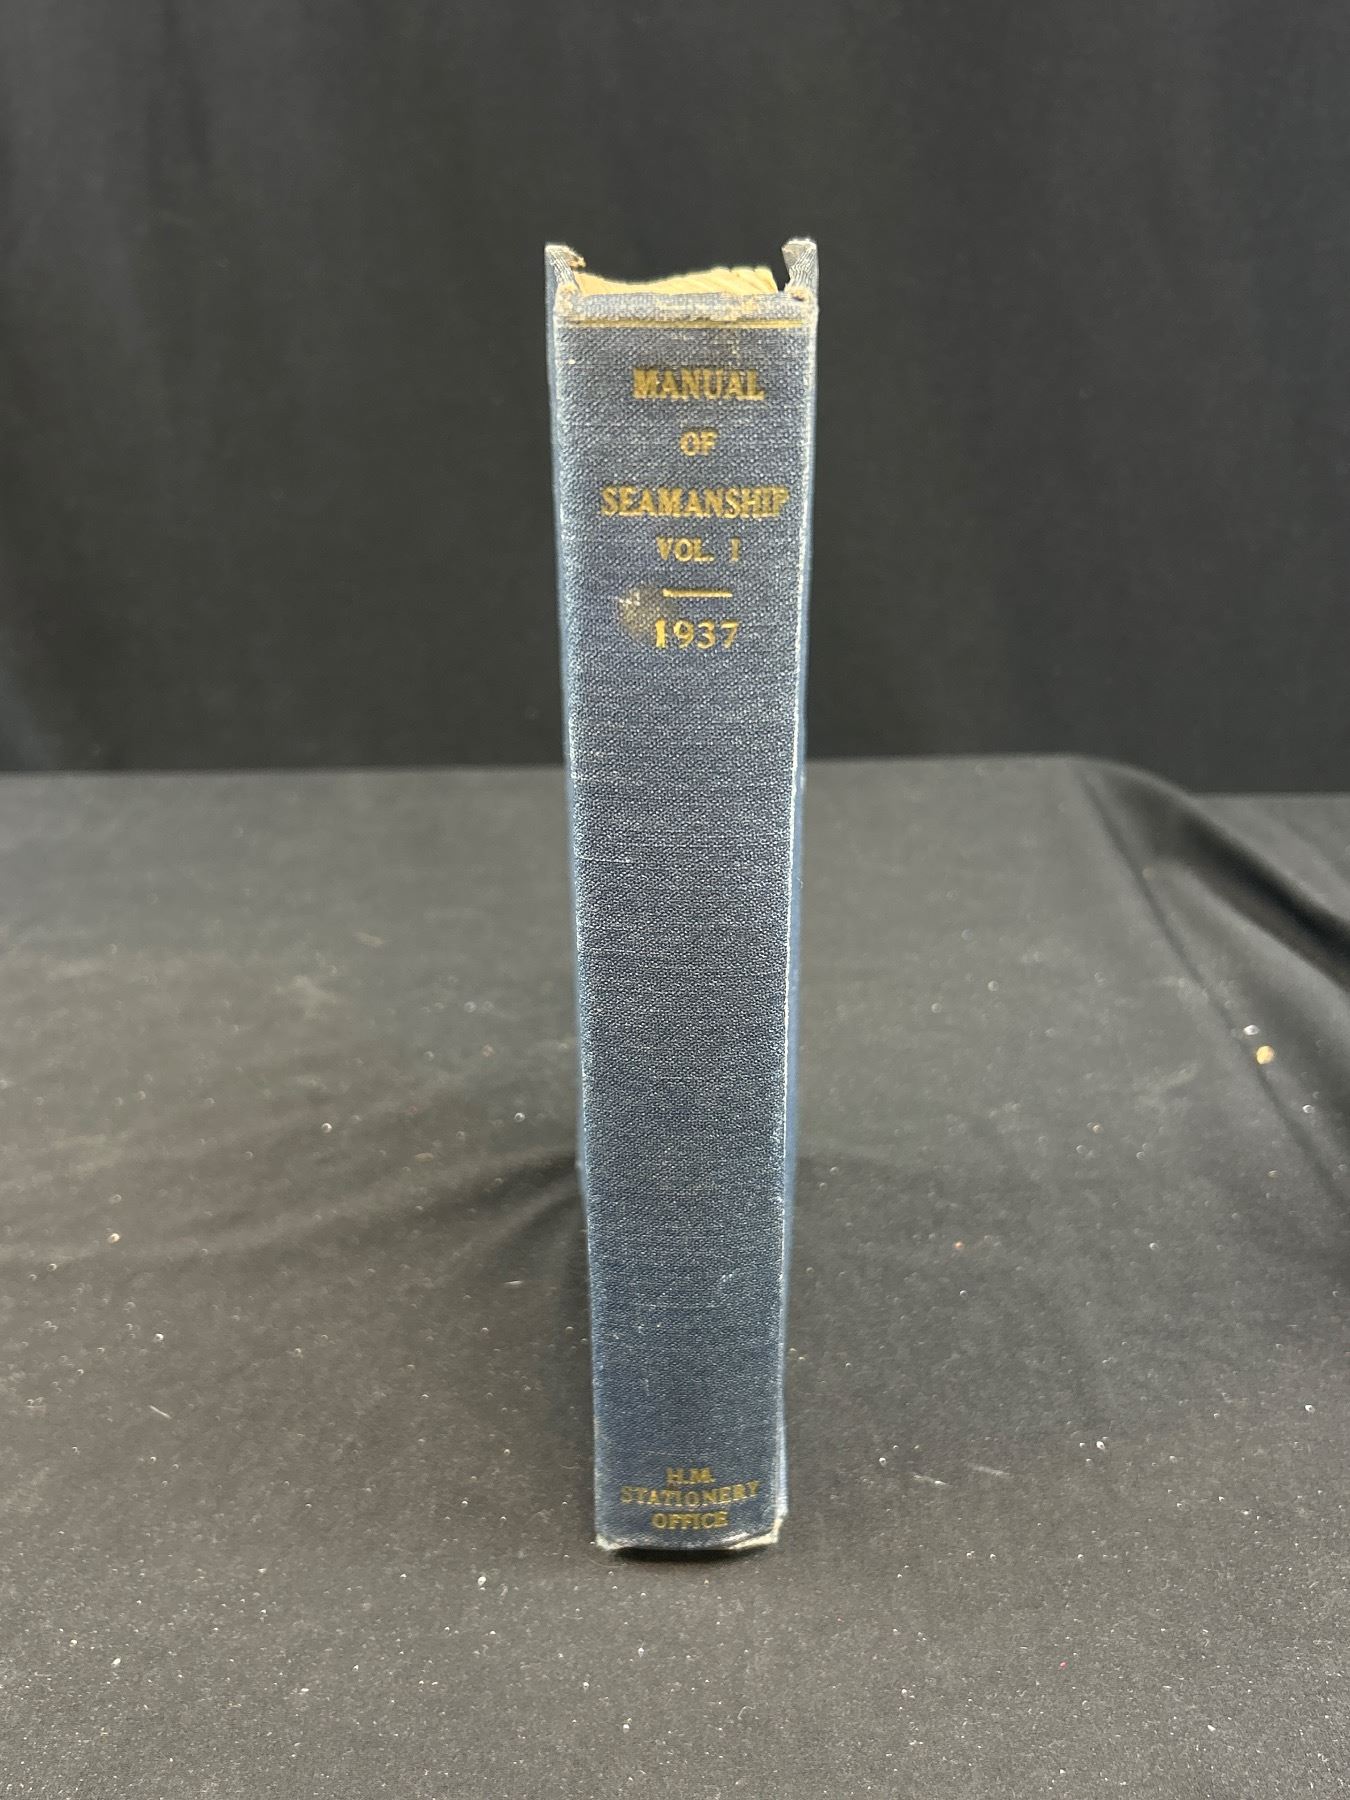 MANUAL
OF
SEAMANSHIP
VOL. I
1937
H.M.
STATIONERY
OFFICE